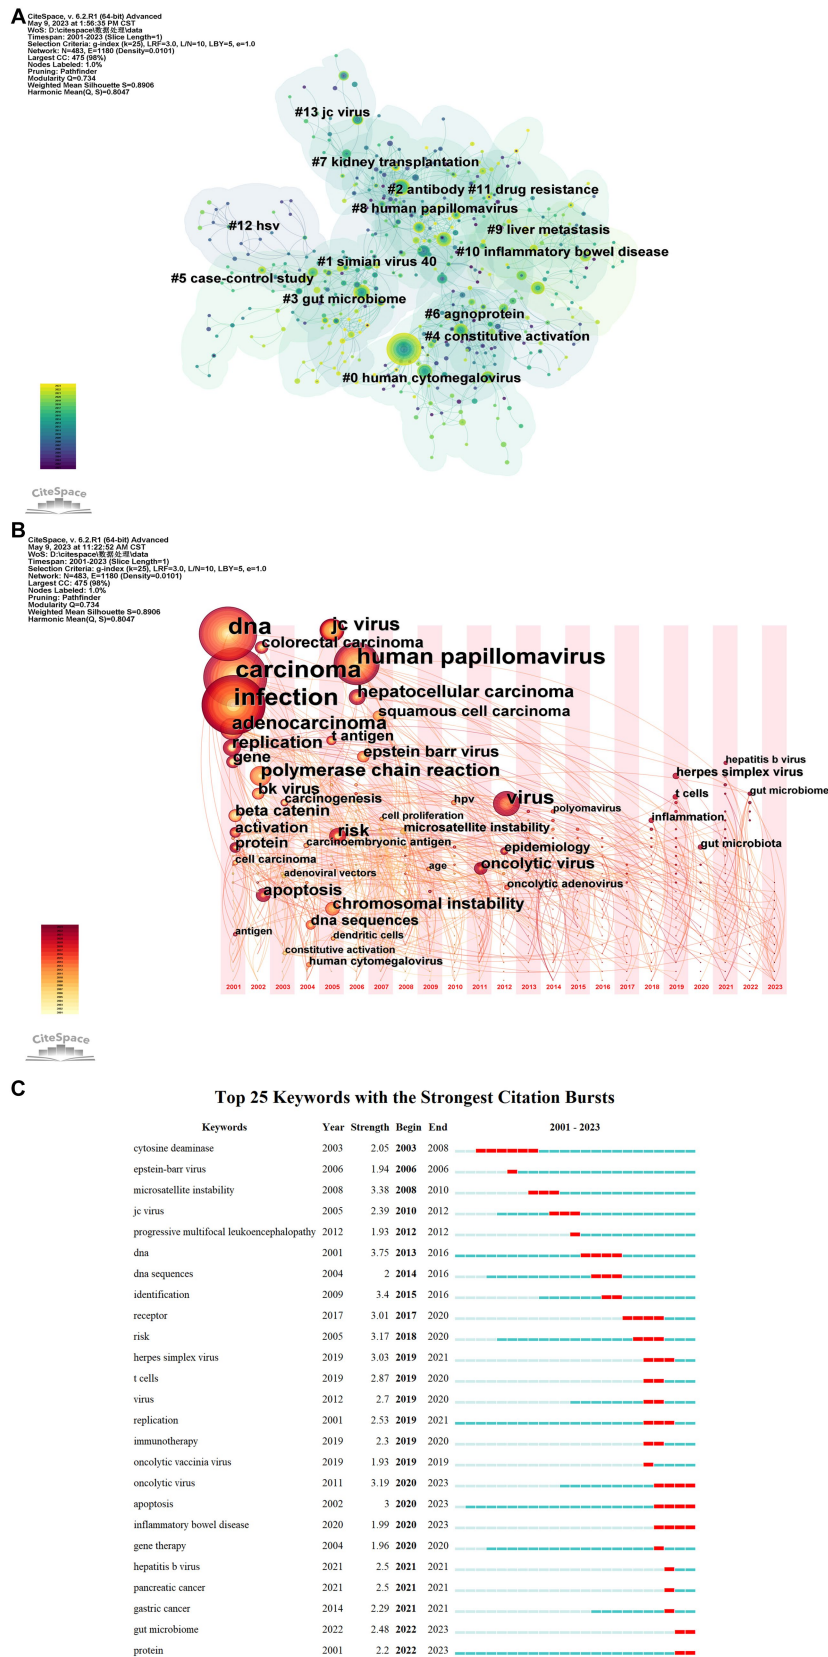 A
CiteSpace, v. 6.2.R1 (64-bit) Advanced
May 9, 2023 at 1:56:35 PM CST
WoS: D:\citespace\数据处理\data
Timespan: 2001-2023 (Slice Length=1)
Selection Criteria: g-index (k=25), LRF=3.0, L/N=10, LBY=5, e=1.0
Network: N=483, E=1180 (Density=0.0101)
Largest CC: 475 (98%)
Nodes Labeled: 1.0%
Pruning: Pathfinder
Modularity Q=0.734
Weighted Mean Silhouette S=0.8906
Harmonic Mean(Q, S)=0.8047
#13 jc virus
#7 kidney transplantation
#2 antibody #11 drug resistance
#8 human papillomavirus
#12 hsv
#9 liver metastasis
#10 inflammatory bowel disease
#1 simian virus 40
#5 case-control study
#3 gut microbiome
#6 agnoprotein
#4 constitutive activation
#0 human cytomegalovirus
CiteSpace
B
CiteSpace, v. 6.2.R1 (64-bit) Advanced
May 9, 2023 at 11:22:52 AM CST
WoS: D:\citespace\数据处理\data
Timespan: 2001-2023 (Slice Length=1)
Selection Criteria: g-index (k=25), LRF=3.0, L/N=10, LBY=5, e=1.0
Network: N=483, E=1180 (Density=0.0101)
Largest CC: 475 (98%)
Nodes Labeled: 1.0%
Pruning: Pathfinder
Modularity Q=0.734
Weighted Mean Silhouette S=0.8906
Harmonic Mean(Q, S)=0.8047
dna
jc virus
colorectal carcinoma
human papillomavirus
carcinoma
infection
hepatocellular carcinoma
squamous cell carcinoma
adenocarcinoma
t antigen
replication
epstein barr virus
gene
hepatitis b virus
polymerase chain reaction
herpes simplex virus
bk virus
t cells
gut microbiome
carcinogenesis
hpv
virus
beta catenin
cell proliferation
polyomavirus
inflammation
activation
risk
microsatellite instability
protein
carcinoembryonic antigen
epidemiology
gut microbiota
cell carcinoma
adenoviral vectors
age
oncolytic virus
apoptosis
oncolytic adenovirus
chromosomal instability
dna sequences
antigen
dendritic cells
constitutive activation
human cytomegalovirus
2001 2002 2003 2004 2005 2006 2007 2008 2009 2010 2011 2012 2013 2014 2015 2016 2017 2018 2019 2020 2021 2022 2023
CiteSpace
C
Top 25 Keywords with the Strongest Citation Bursts
Keywords Year Strength Begin End 2001 - 2023
cytosine deaminase 2003 2.05 2003 2008
epstein-barr virus 2006 1.94 2006 2006
microsatellite instability 2008 3.38 2008 2010
jc virus 2005 2.39 2010 2012
progressive multifocal leukoencephalopathy 2012 1.93 2012 2012
dna 2001 3.75 2013 2016
dna sequences 2004 2 2014 2016
identification 2009 3.4 2015 2016
receptor 2017 3.01 2017 2020
risk 2005 3.17 2018 2020
herpes simplex virus 2019 3.03 2019 2021
t cells 2019 2.87 2019 2020
virus 2012 2.7 2019 2020
replication 2001 2.53 2019 2021
immunotherapy 2019 2.3 2019 2020
oncolytic vaccinia virus 2019 1.93 2019 2019
oncolytic virus 2011 3.19 2020 2023
apoptosis 2002 3 2020 2023
inflammatory bowel disease 2020 1.99 2020 2023
gene therapy 2004 1.96 2020 2020
hepatitis b virus 2021 2.5 2021 2021
pancreatic cancer 2021 2.5 2021 2021
gastric cancer 2014 2.29 2021 2021
gut microbiome 2022 2.48 2022 2023
protein 2001 2.2 2022 2023